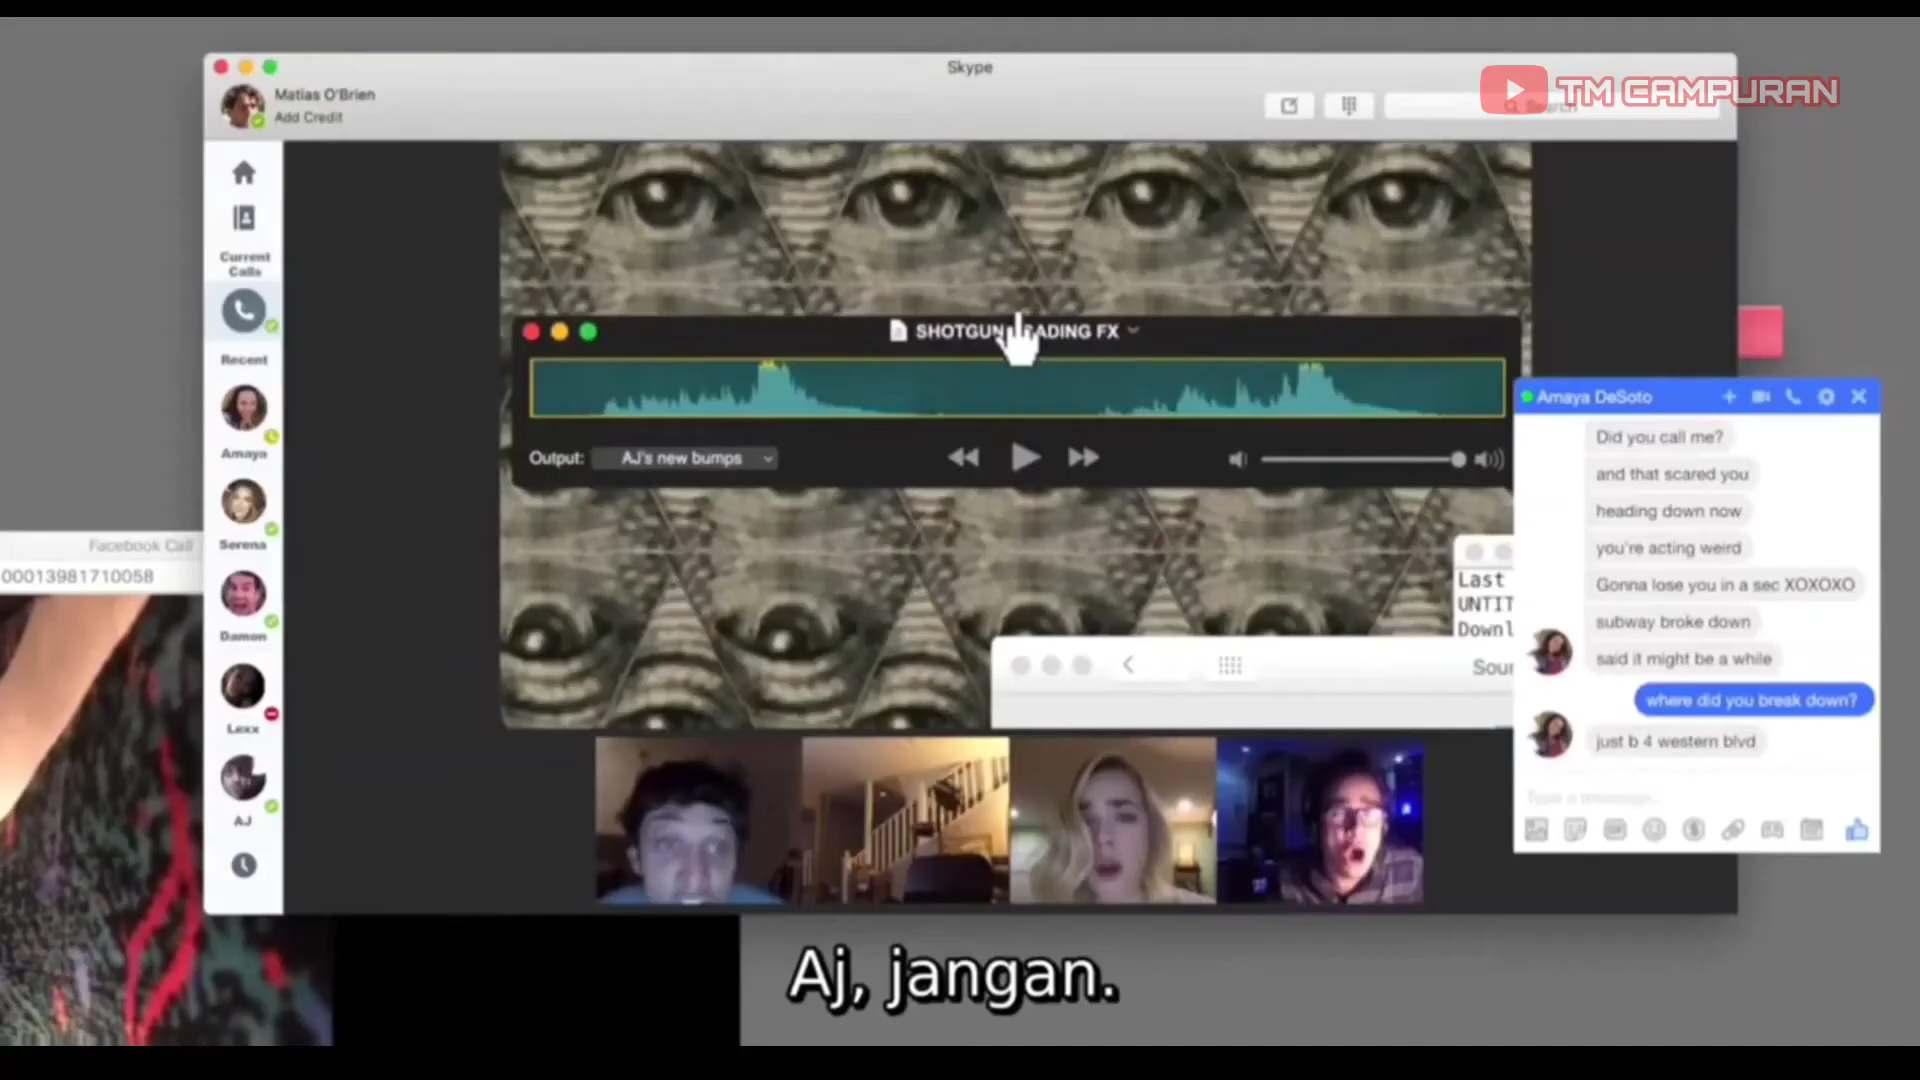 Skype
Matias O'Brien
Add Credit
TM CAMPURAN
Current
Calls
Recent
Amaya
Serena
Damon
Lexx
AJ
SHOTGUN
FX
Output:
AJ's new bumps
Facebook Call
00013981710058
Last
UNTIT
Downl
Sour
Amaya DeSoto
Did you call me?
and that scared you
heading down now
you're acting weird
Gonna lose you in a sec XOXOXO
subway broke down
said it might be a while
where did you break down?
just b 4 western blvd
Type a message...
Aj, jangan.